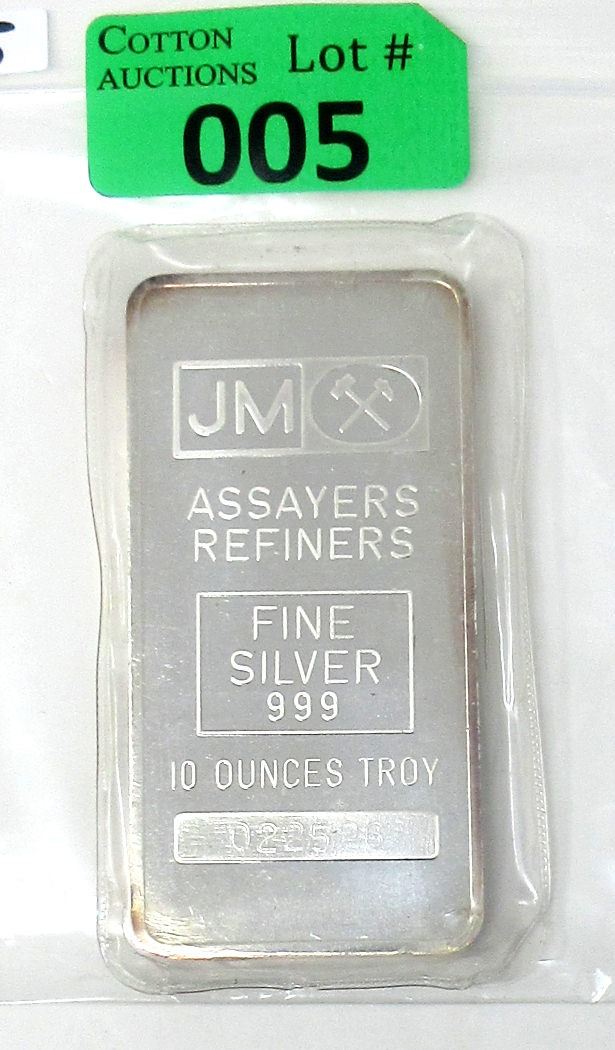 COTTON
AUCTIONS
Lot #
005
JM
ASSAYERS
REFINERS
FINE
SILVER
999
10 OUNCES TROY